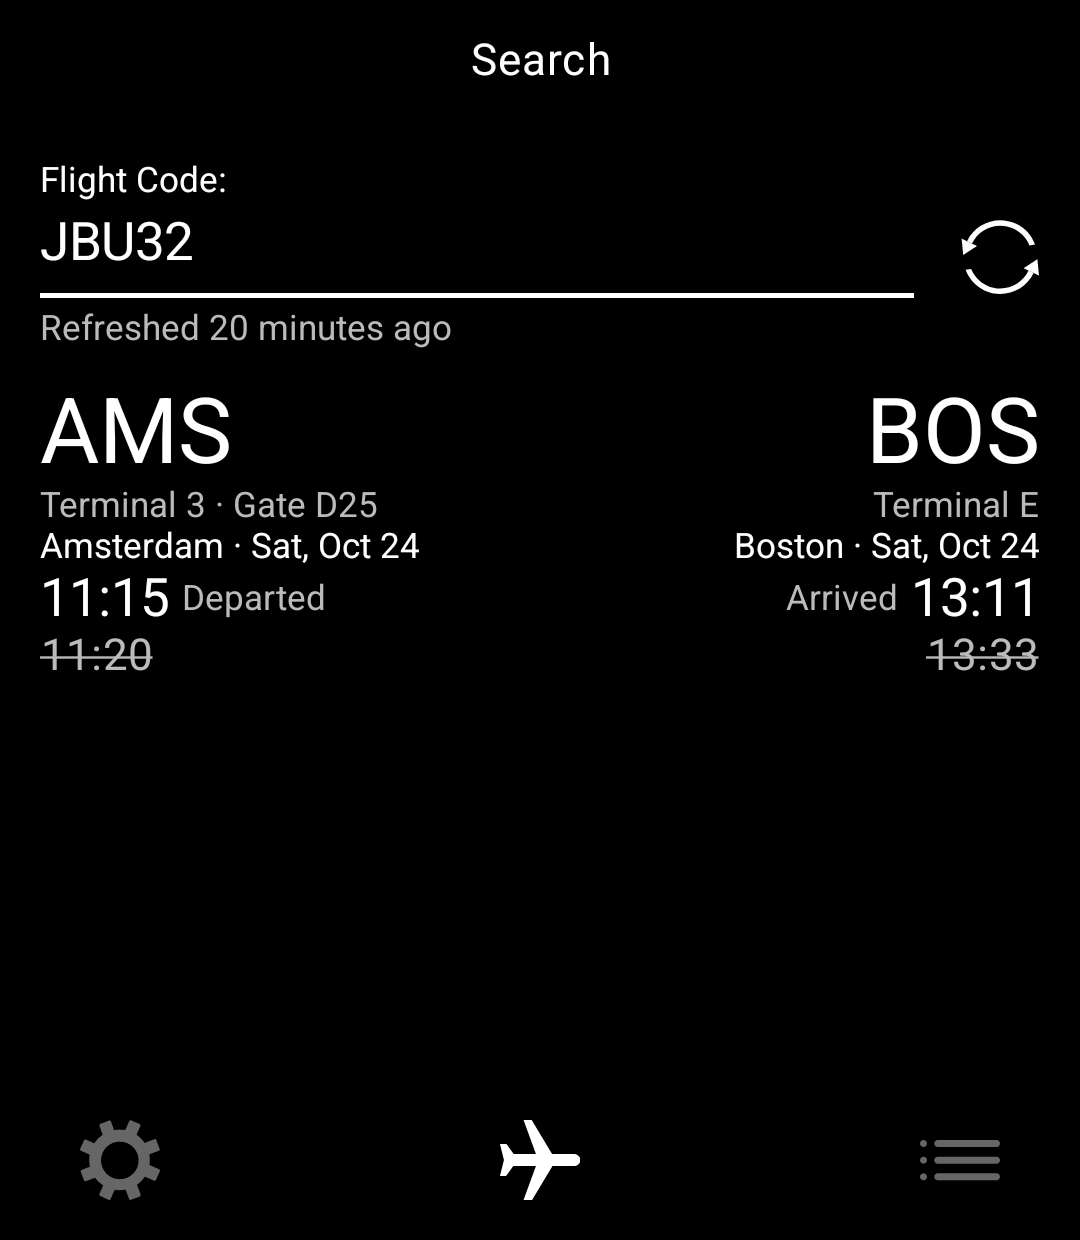 Search
Flight Code:
JBU32
Refreshed 20 minutes ago
AMS BOS
Terminal 3 · Gate D25 Terminal E
Amsterdam · Sat, Oct 24 Boston · Sat, Oct 24
11:15 Departed Arrived 13:11
11:20 13:33